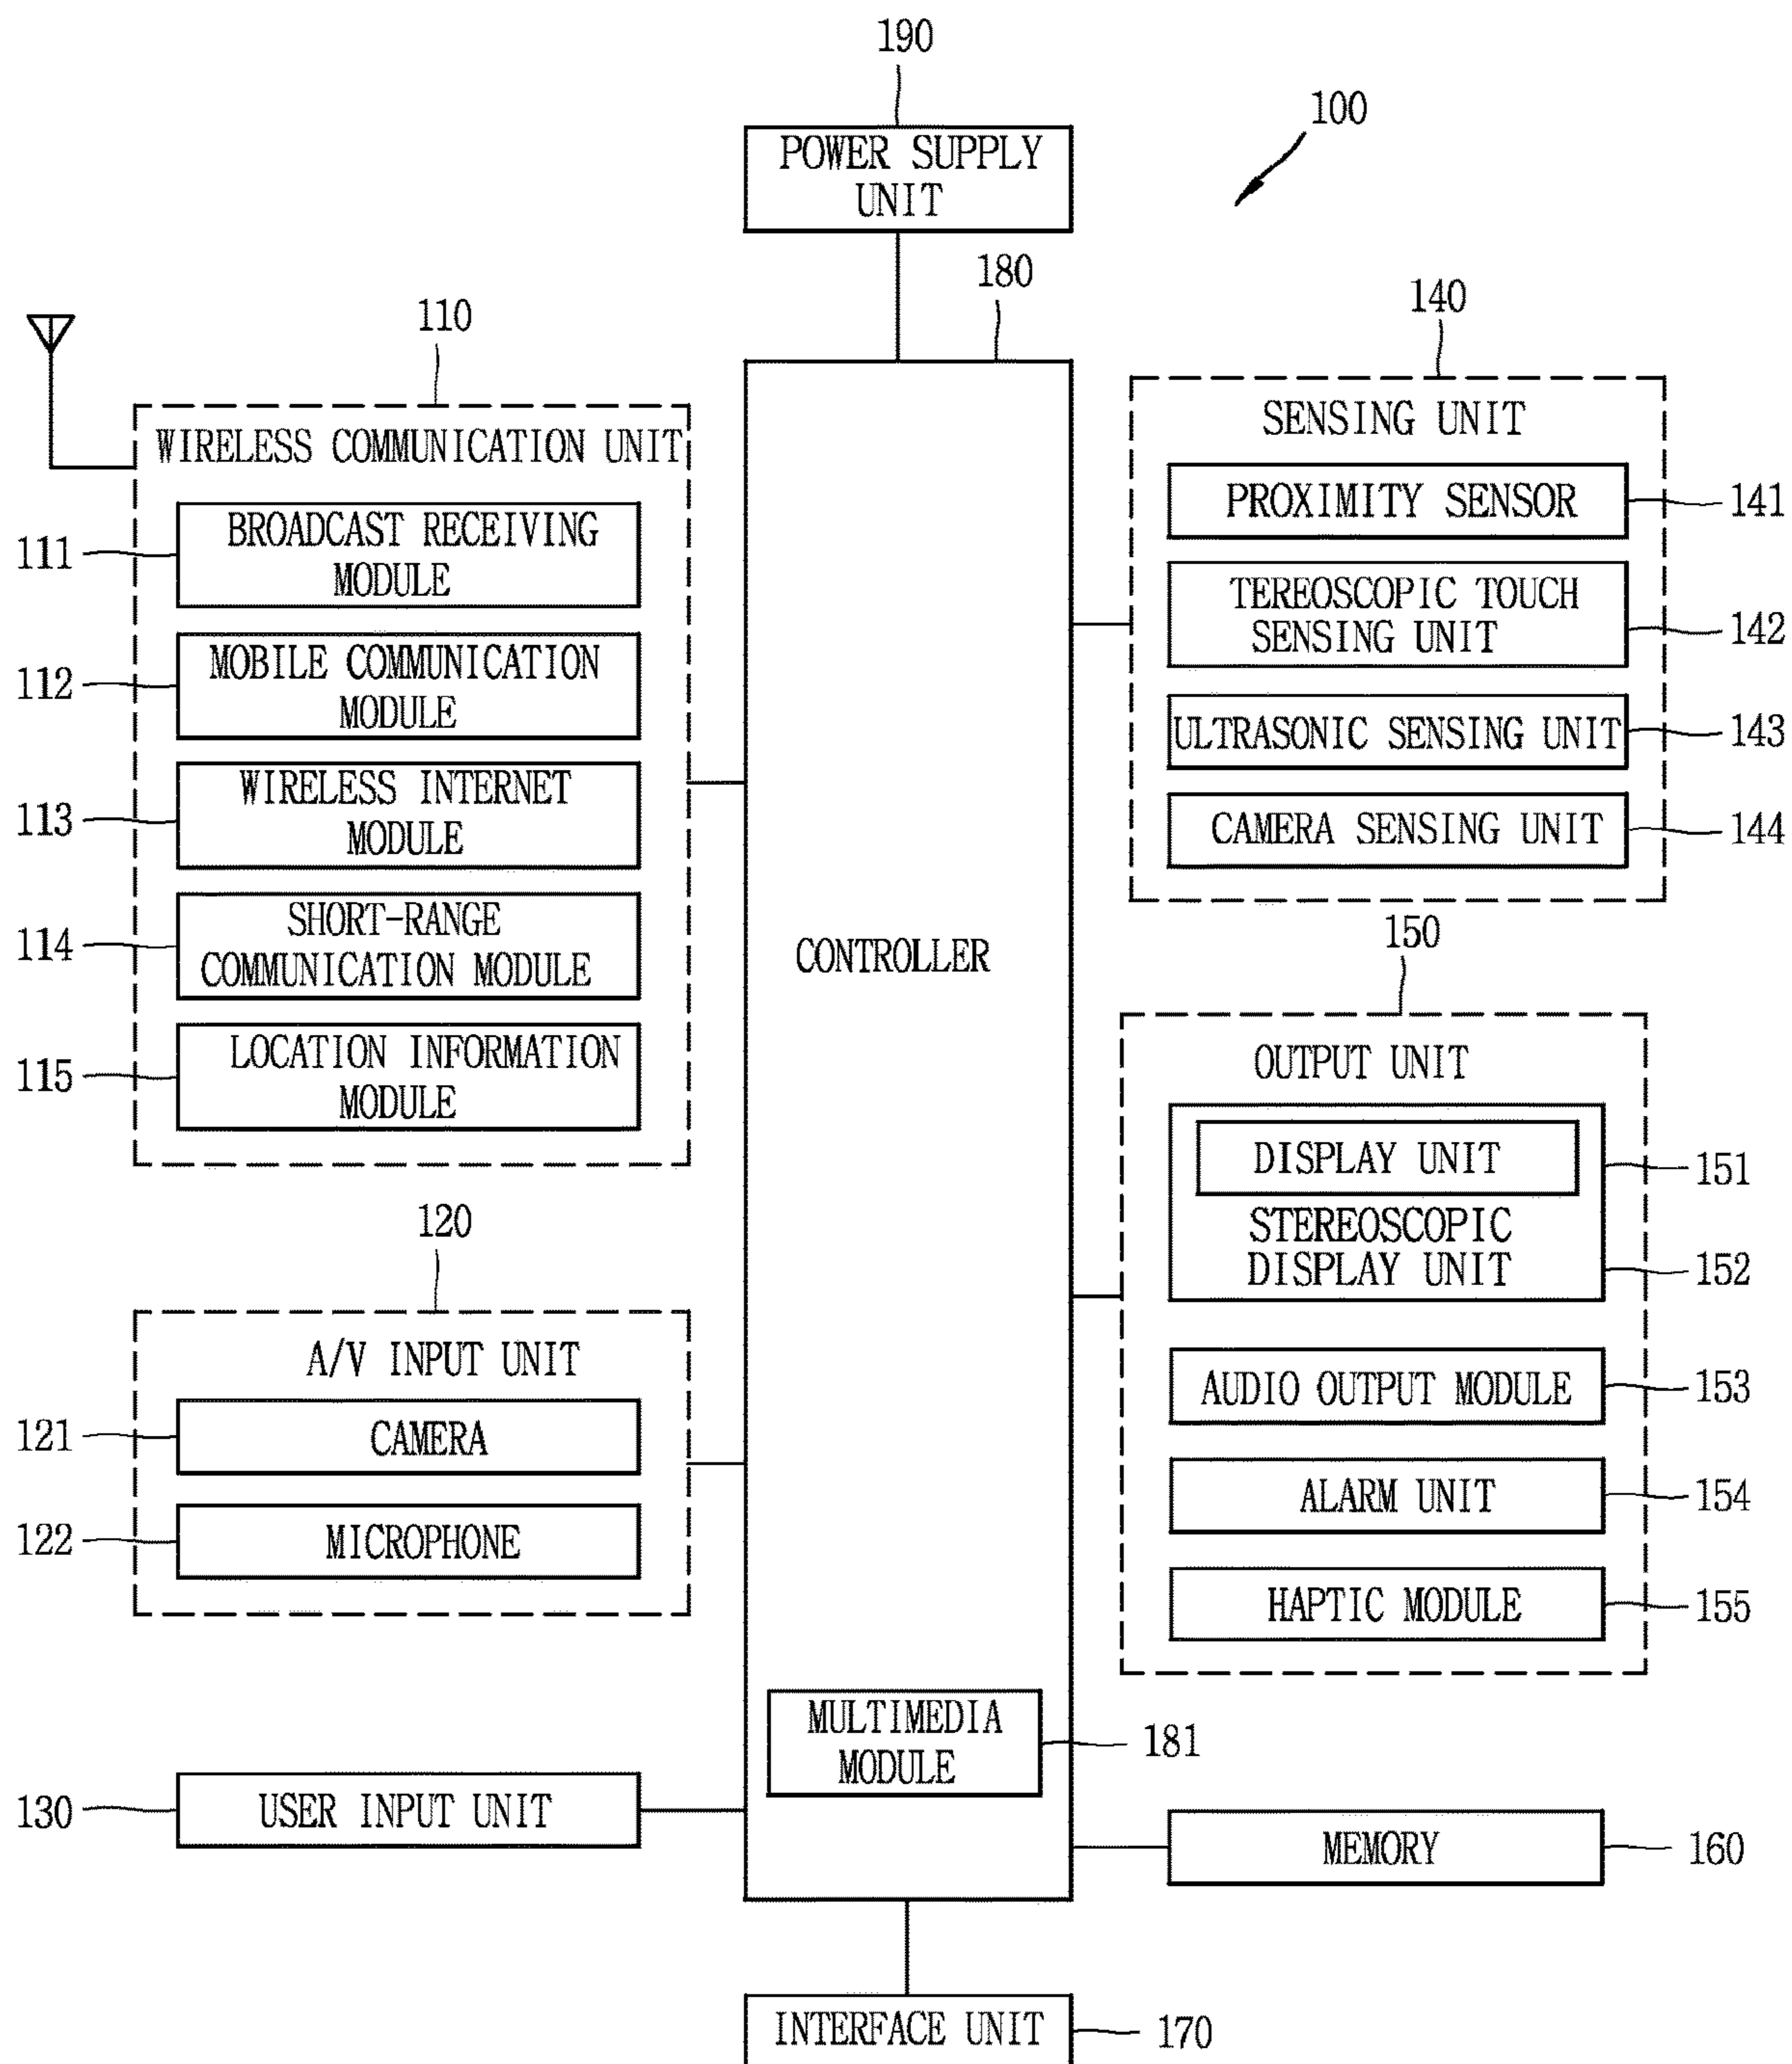 190
100
POWER SUPPLY
UNIT
180
110
WIRELESS COMMUNICATION UNIT
111
BROADCAST RECEIVING
MODULE
112
MOBILE COMMUNICATION
MODULE
113
WIRELESS INTERNET
MODULE
114
SHORT-RANGE
COMMUNICATION MODULE
115
LOCATION INFORMATION
MODULE
120
A/V INPUT UNIT
121
CAMERA
122
MICROPHONE
130
USER INPUT UNIT
CONTROLLER
MULTIMEDIA
MODULE
181
140
SENSING UNIT
PROXIMITY SENSOR
141
TEREOSCOPIC TOUCH
SENSING UNIT
142
ULTRASONIC SENSING UNIT
143
CAMERA SENSING UNIT
144
150
OUTPUT UNIT
DISPLAY UNIT
151
STEREOSCOPIC
DISPLAY UNIT
152
AUDIO OUTPUT MODULE
153
ALARM UNIT
154
HAPTIC MODULE
155
MEMORY
160
INTERFACE UNIT
170